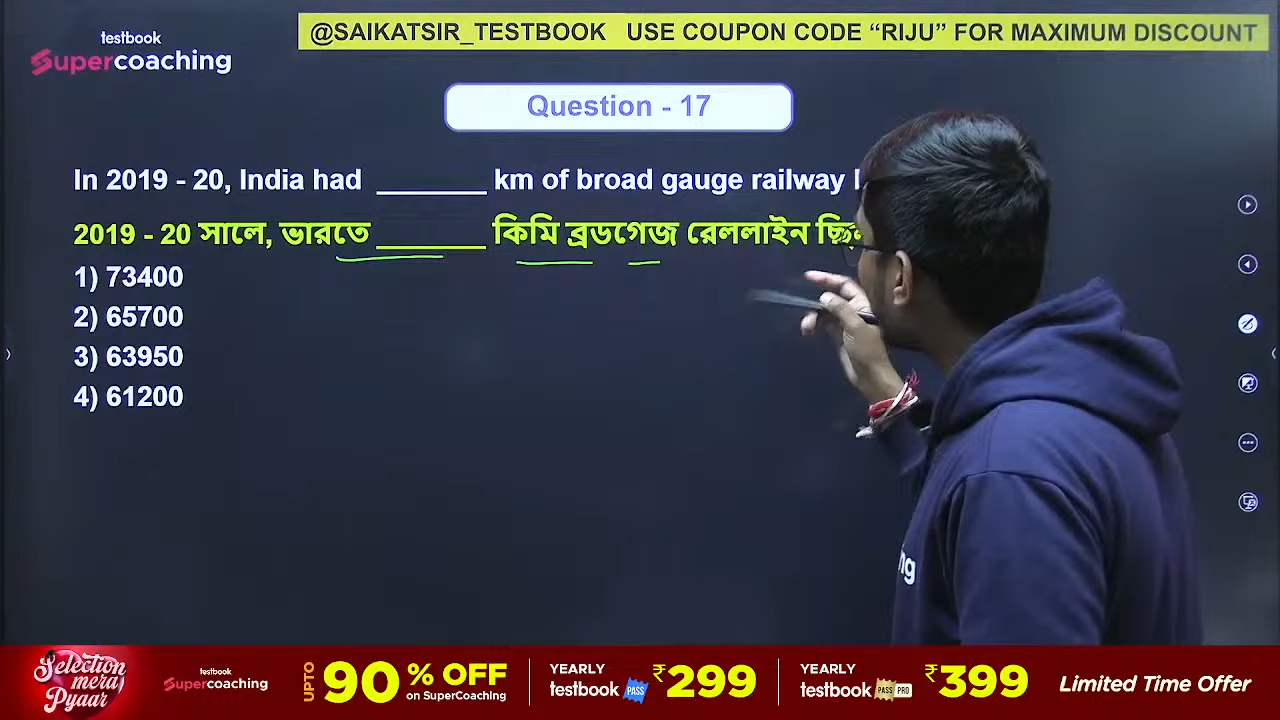 testbook
Supercoaching
@SAIKATSIR_TESTBOOK USE COUPON CODE “RIJU” FOR MAXIMUM DISCOUNT
Question - 17
In 2019 - 20, India had ______ km of broad gauge railway
2019 - 20 সালে, ভারতে ______ কিমি ব্রডগেজ রেললাইন
1) 73400
2) 65700
3) 63950
4) 61200
Selection mera Pyaar
testbook
Supercoaching
UPTO 90% OFF on SuperCoaching
YEARLY testbook PASS ₹299
YEARLY testbook PASS PRO ₹399
Limited Time Offer